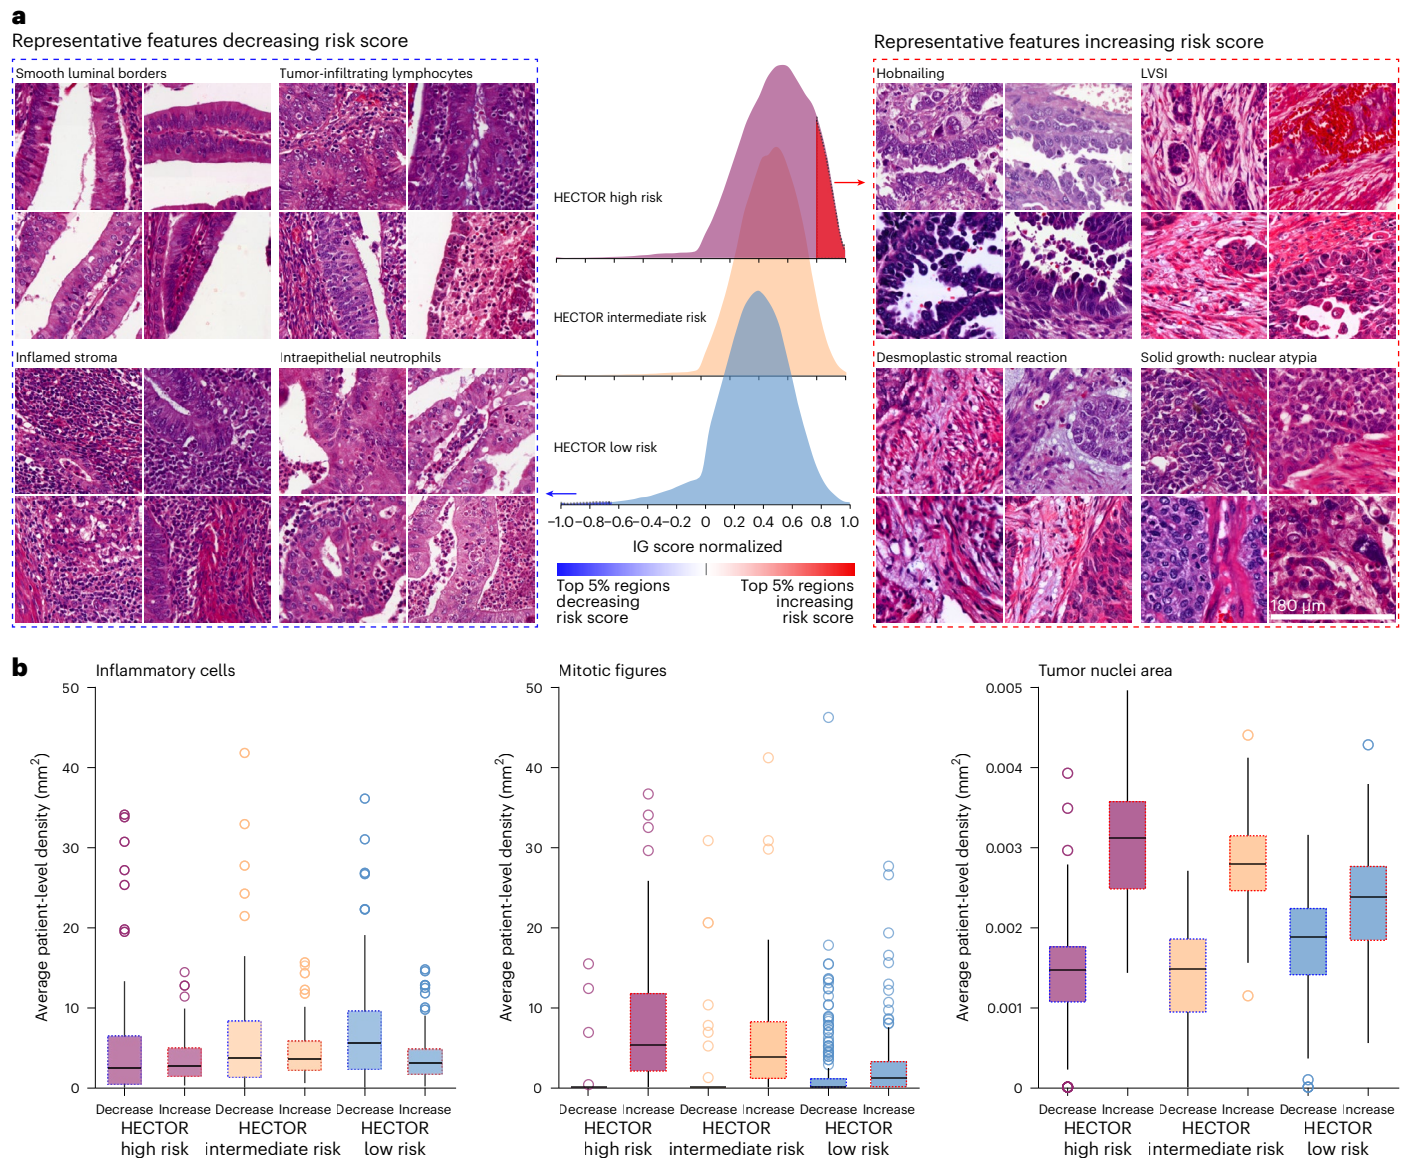 a
Representative features decreasing risk score
Smooth luminal borders
Tumor-infiltrating lymphocytes
Inflamed stroma
Intraepithelial neutrophils
HECTOR high risk
HECTOR intermediate risk
HECTOR low risk
−1.0 −0.8 −0.6 −0.4 −0.2 0 0.2 0.4 0.6 0.8 1.0
IG score normalized
Top 5% regions
decreasing
risk score
Top 5% regions
increasing
risk score
Representative features increasing risk score
Hobnailing
LVSI
Desmoplastic stromal reaction
Solid growth: nuclear atypia
180 µm
b
Inflammatory cells
Average patient-level density (mm²)
50
40
30
20
10
0
Decrease Increase Decrease Increase Decrease Increase
HECTOR
high risk
HECTOR
intermediate risk
HECTOR
low risk
Mitotic figures
Average patient-level density (mm²)
50
40
30
20
10
0
Decrease Increase Decrease Increase Decrease Increase
HECTOR
high risk
HECTOR
intermediate risk
HECTOR
low risk
Tumor nuclei area
Average patient-level density (mm²)
0.005
0.004
0.003
0.002
0.001
0
Decrease Increase Decrease Increase Decrease Increase
HECTOR
high risk
HECTOR
intermediate risk
HECTOR
low risk